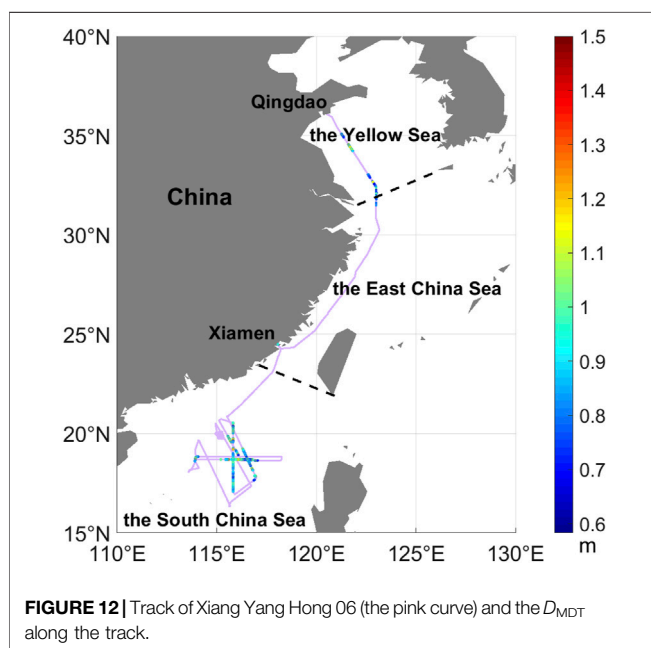 40°N
35°N
30°N
25°N
20°N
15°N
110°E 115°E 120°E 125°E 130°E
Qingdao
the Yellow Sea
China
the East China Sea
Xiamen
the South China Sea
1.5
1.4
1.3
1.2
1.1
1
0.9
0.8
0.7
0.6
m
FIGURE 12 | Track of Xiang Yang Hong 06 (the pink curve) and the D_MDT
along the track.